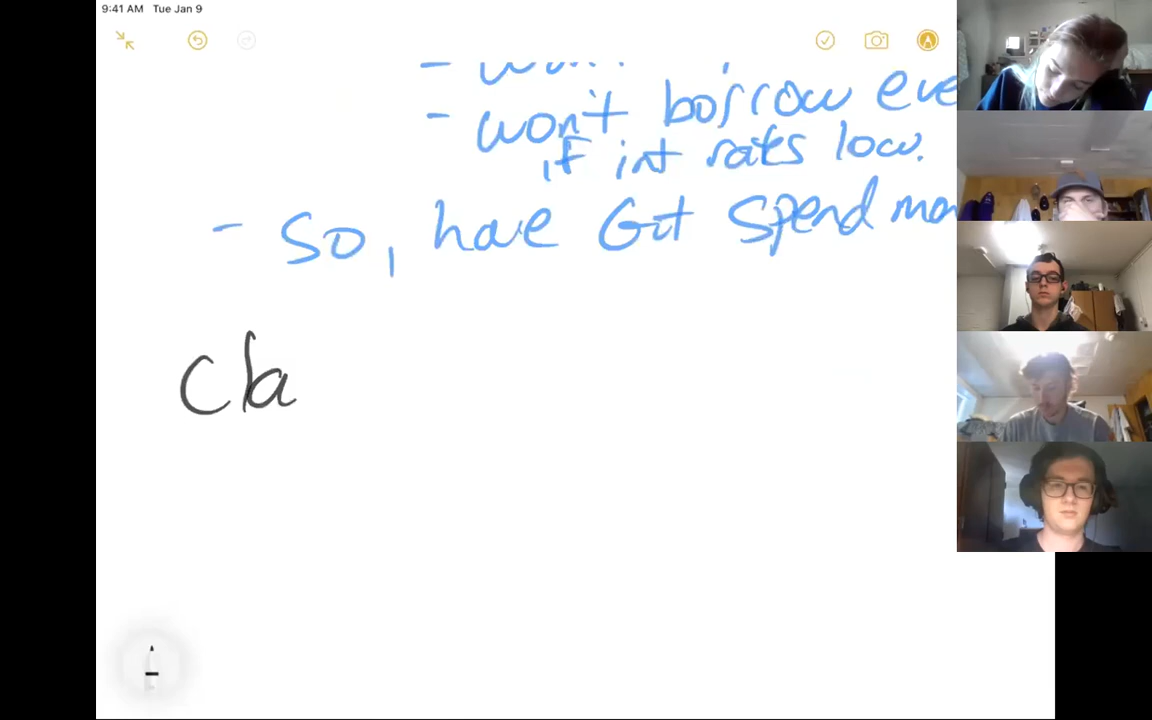 9:41 AM Tue Jan 9
- won't
- won't borrow eve
if int rates low.
- So, have Gvt spend mo
Cla